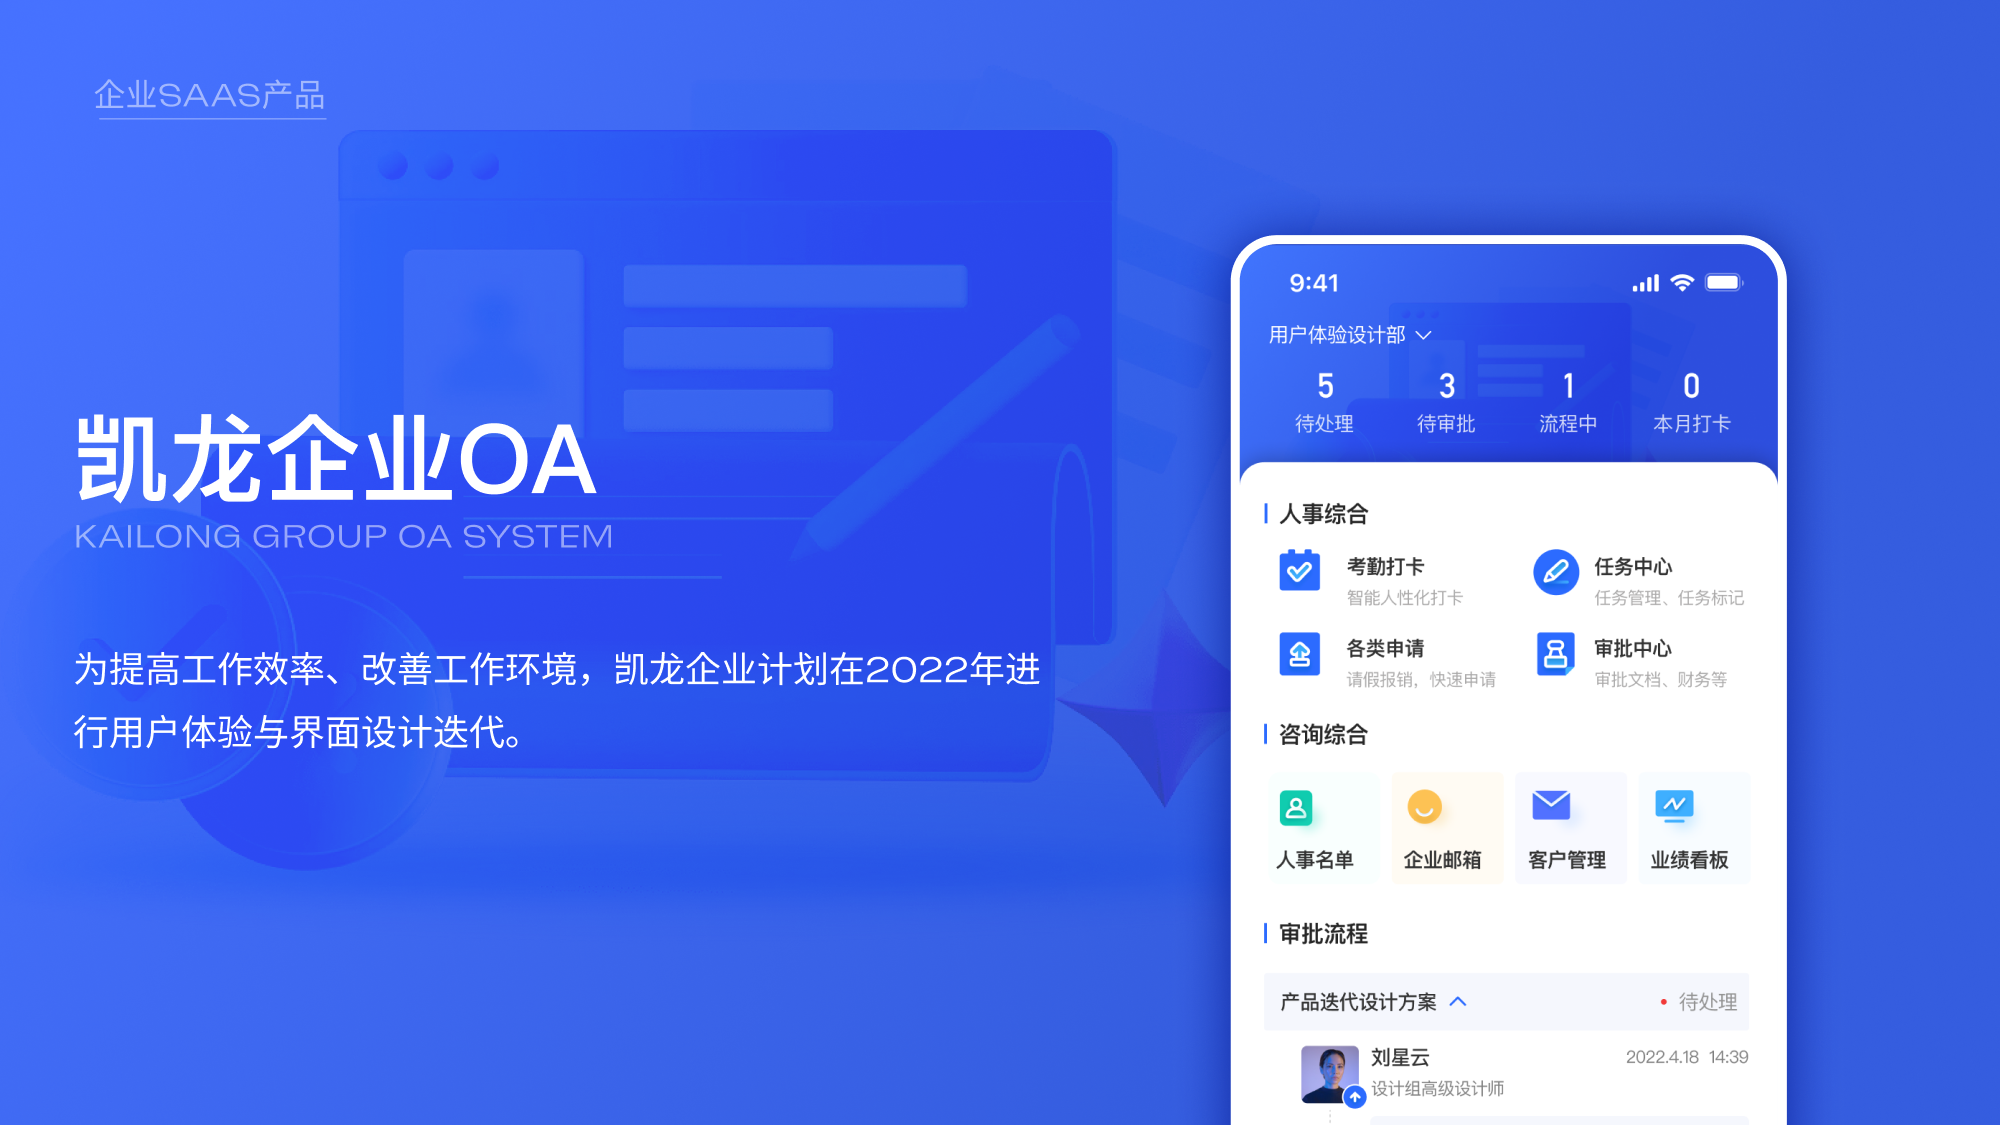 企业SAAS产品
凯龙企业OA
KAILONG GROUP OA SYSTEM
为提高工作效率、改善工作环境，凯龙企业计划在2022年进
行用户体验与界面设计迭代。
9:41
用户体验设计部
5 3 1 0
待处理 待审批 流程中 本月打卡
人事综合
考勤打卡 任务中心
智能人性化打卡 任务管理、任务标记
各类申请 审批中心
请假报销，快速申请 审批文档、财务等
咨询综合
人事名单 企业邮箱 客户管理 业绩看板
审批流程
产品迭代设计方案 待处理
刘星云 2022.4.18 14:39
设计组高级设计师